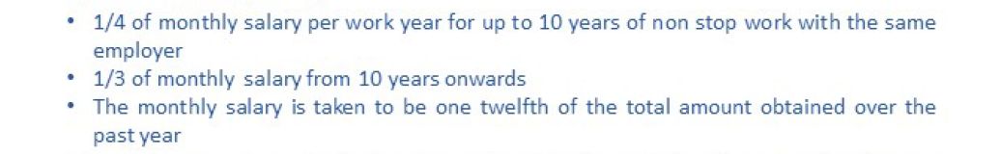 • 1/4 of monthly salary per work year for up to 10 years of non stop work with the same
employer
• 1/3 of monthly salary from 10 years onwards
• The monthly salary is taken to be one twelfth of the total amount obtained over the
past year